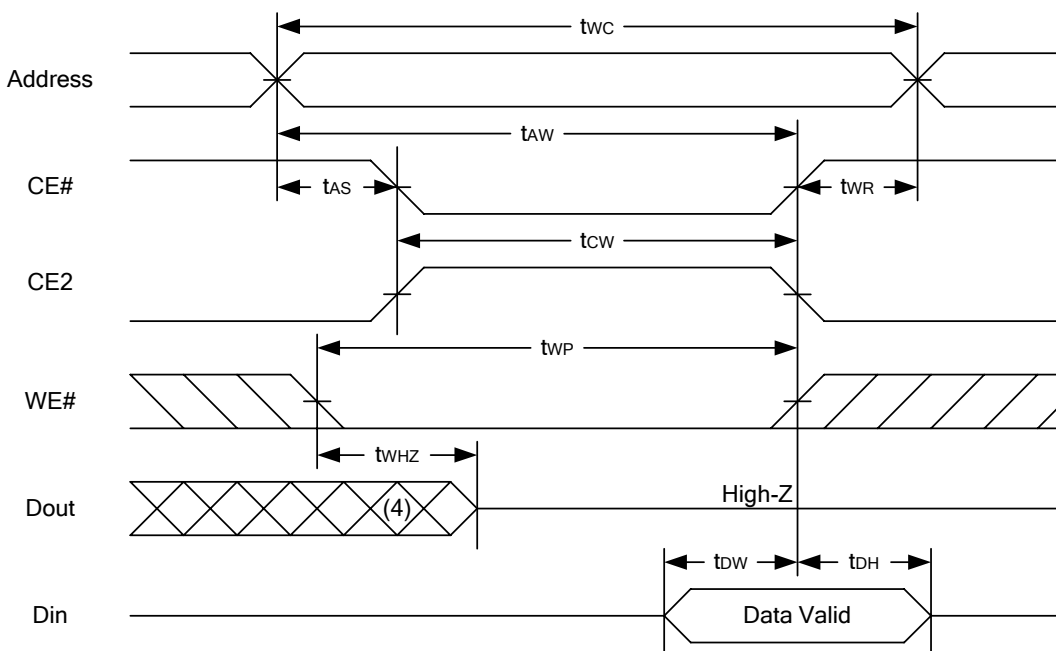 tWC
Address
tAW
CE# tAS tWR
tCW
CE2
tWP
WE#
tWHZ
Dout (4) High-Z
tDW tDH
Din Data Valid